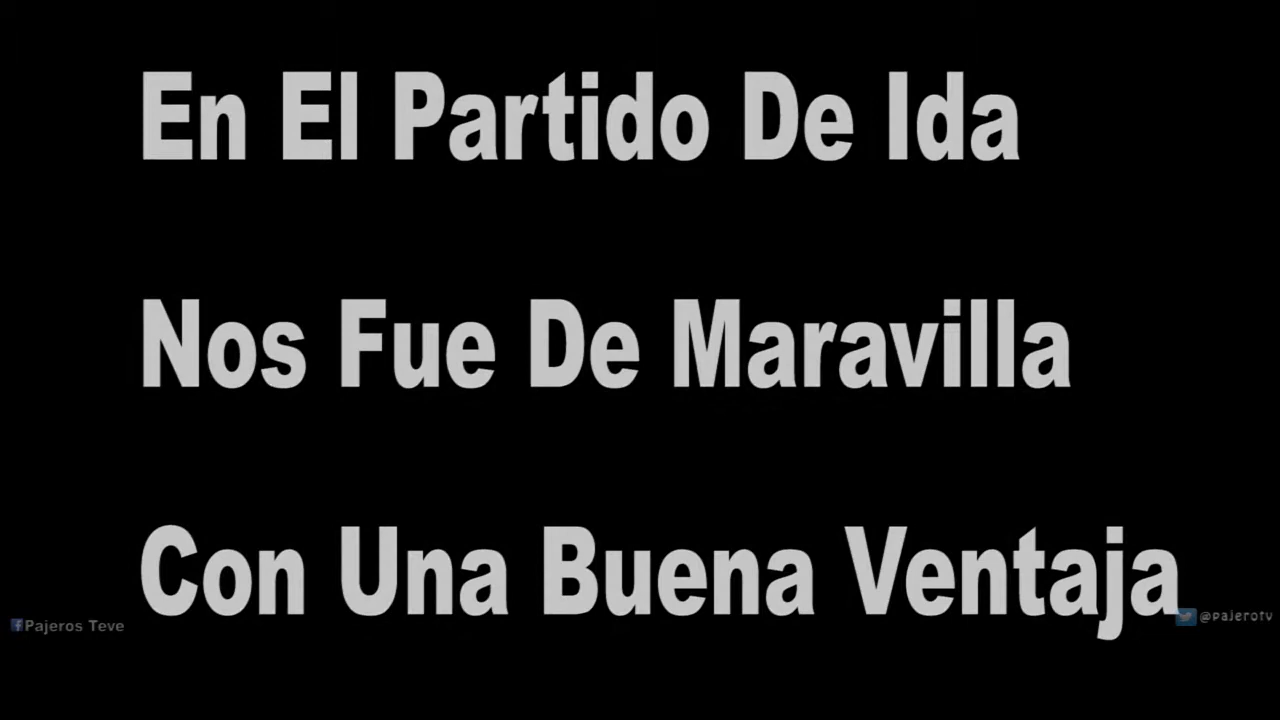 En El Partido De Ida
Nos Fue De Maravilla
Con Una Buena Ventaja
Pajeros Teve
@pajerotv